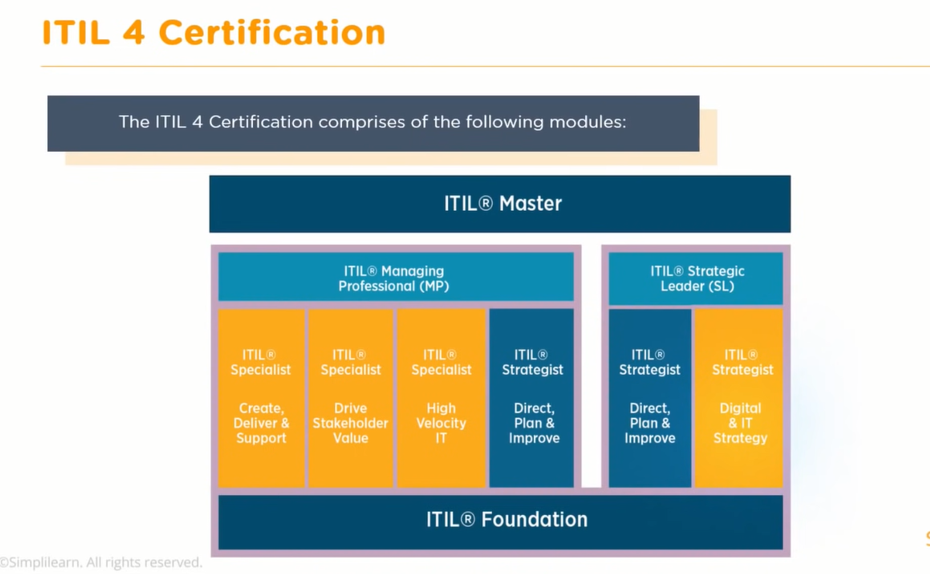 ITIL 4 Certification
The ITIL 4 Certification comprises of the following modules:
ITIL® Master
ITIL® Managing
Professional (MP)
ITIL® Strategic
Leader (SL)
ITIL®
Specialist
Create,
Deliver &
Support
ITIL®
Specialist
Drive
Stakeholder
Value
ITIL®
Specialist
High
Velocity
IT
ITIL®
Strategist
Direct,
Plan &
Improve
ITIL®
Strategist
Direct,
Plan &
Improve
ITIL®
Strategist
Digital
& IT
Strategy
ITIL® Foundation
©Simplilearn. All rights reserved.